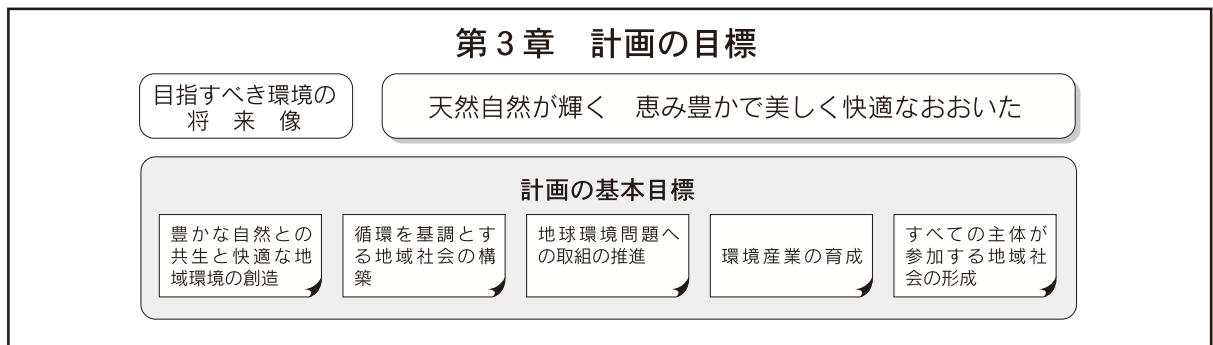 第3章　計画の目標
目指すべき環境の
将　来　像
天然自然が輝く　恵み豊かで美しく快適なおおいた
計画の基本目標
豊かな自然との
共生と快適な地
域環境の創造
循環を基調とす
る地域社会の構
築
地球環境問題へ
の取組の推進
環境産業の育成
すべての主体が
参加する地域社
会の形成